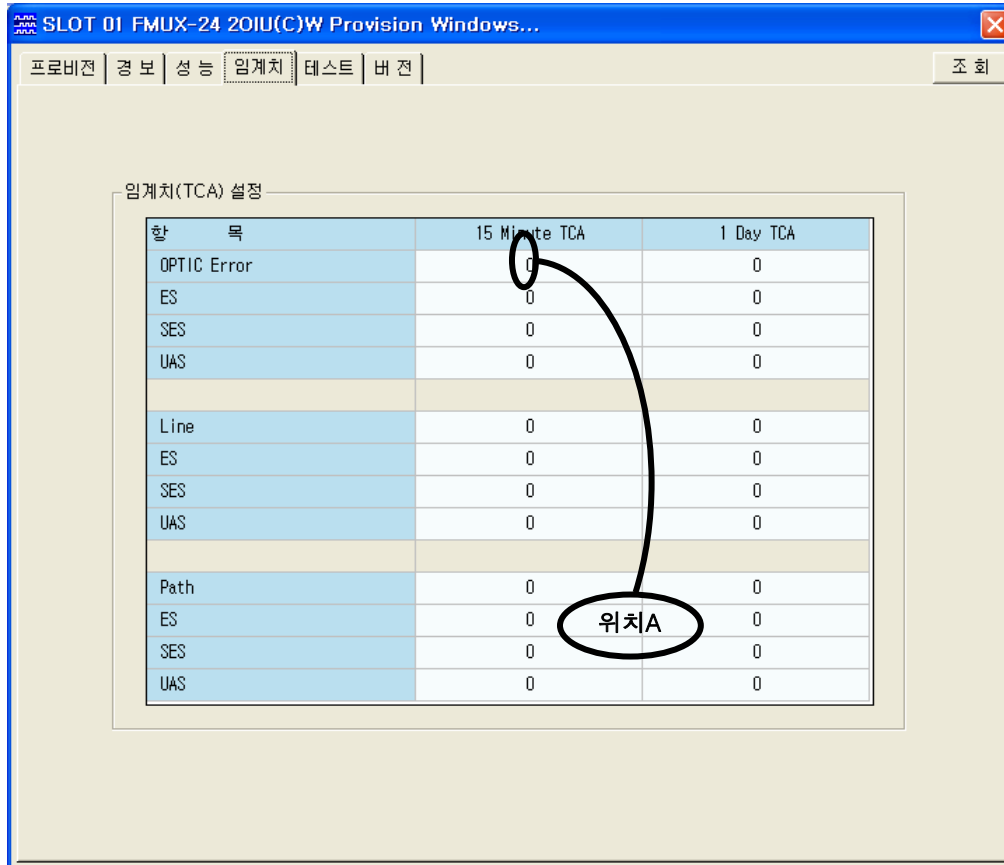 SLOT 01 FMUX-24 2OIU(C)W Provision Windows...
프로비젼 경 보 성 능 임계치 테스트 버 젼 조 회
임계치(TCA) 설정
항 목 15 Minute TCA 1 Day TCA
OPTIC Error 0 0
ES 0 0
SES 0 0
UAS 0 0
Line 0 0
ES 0 0
SES 0 0
UAS 0 0
Path 0 0
ES 0 위치A 0
SES 0 0
UAS 0 0